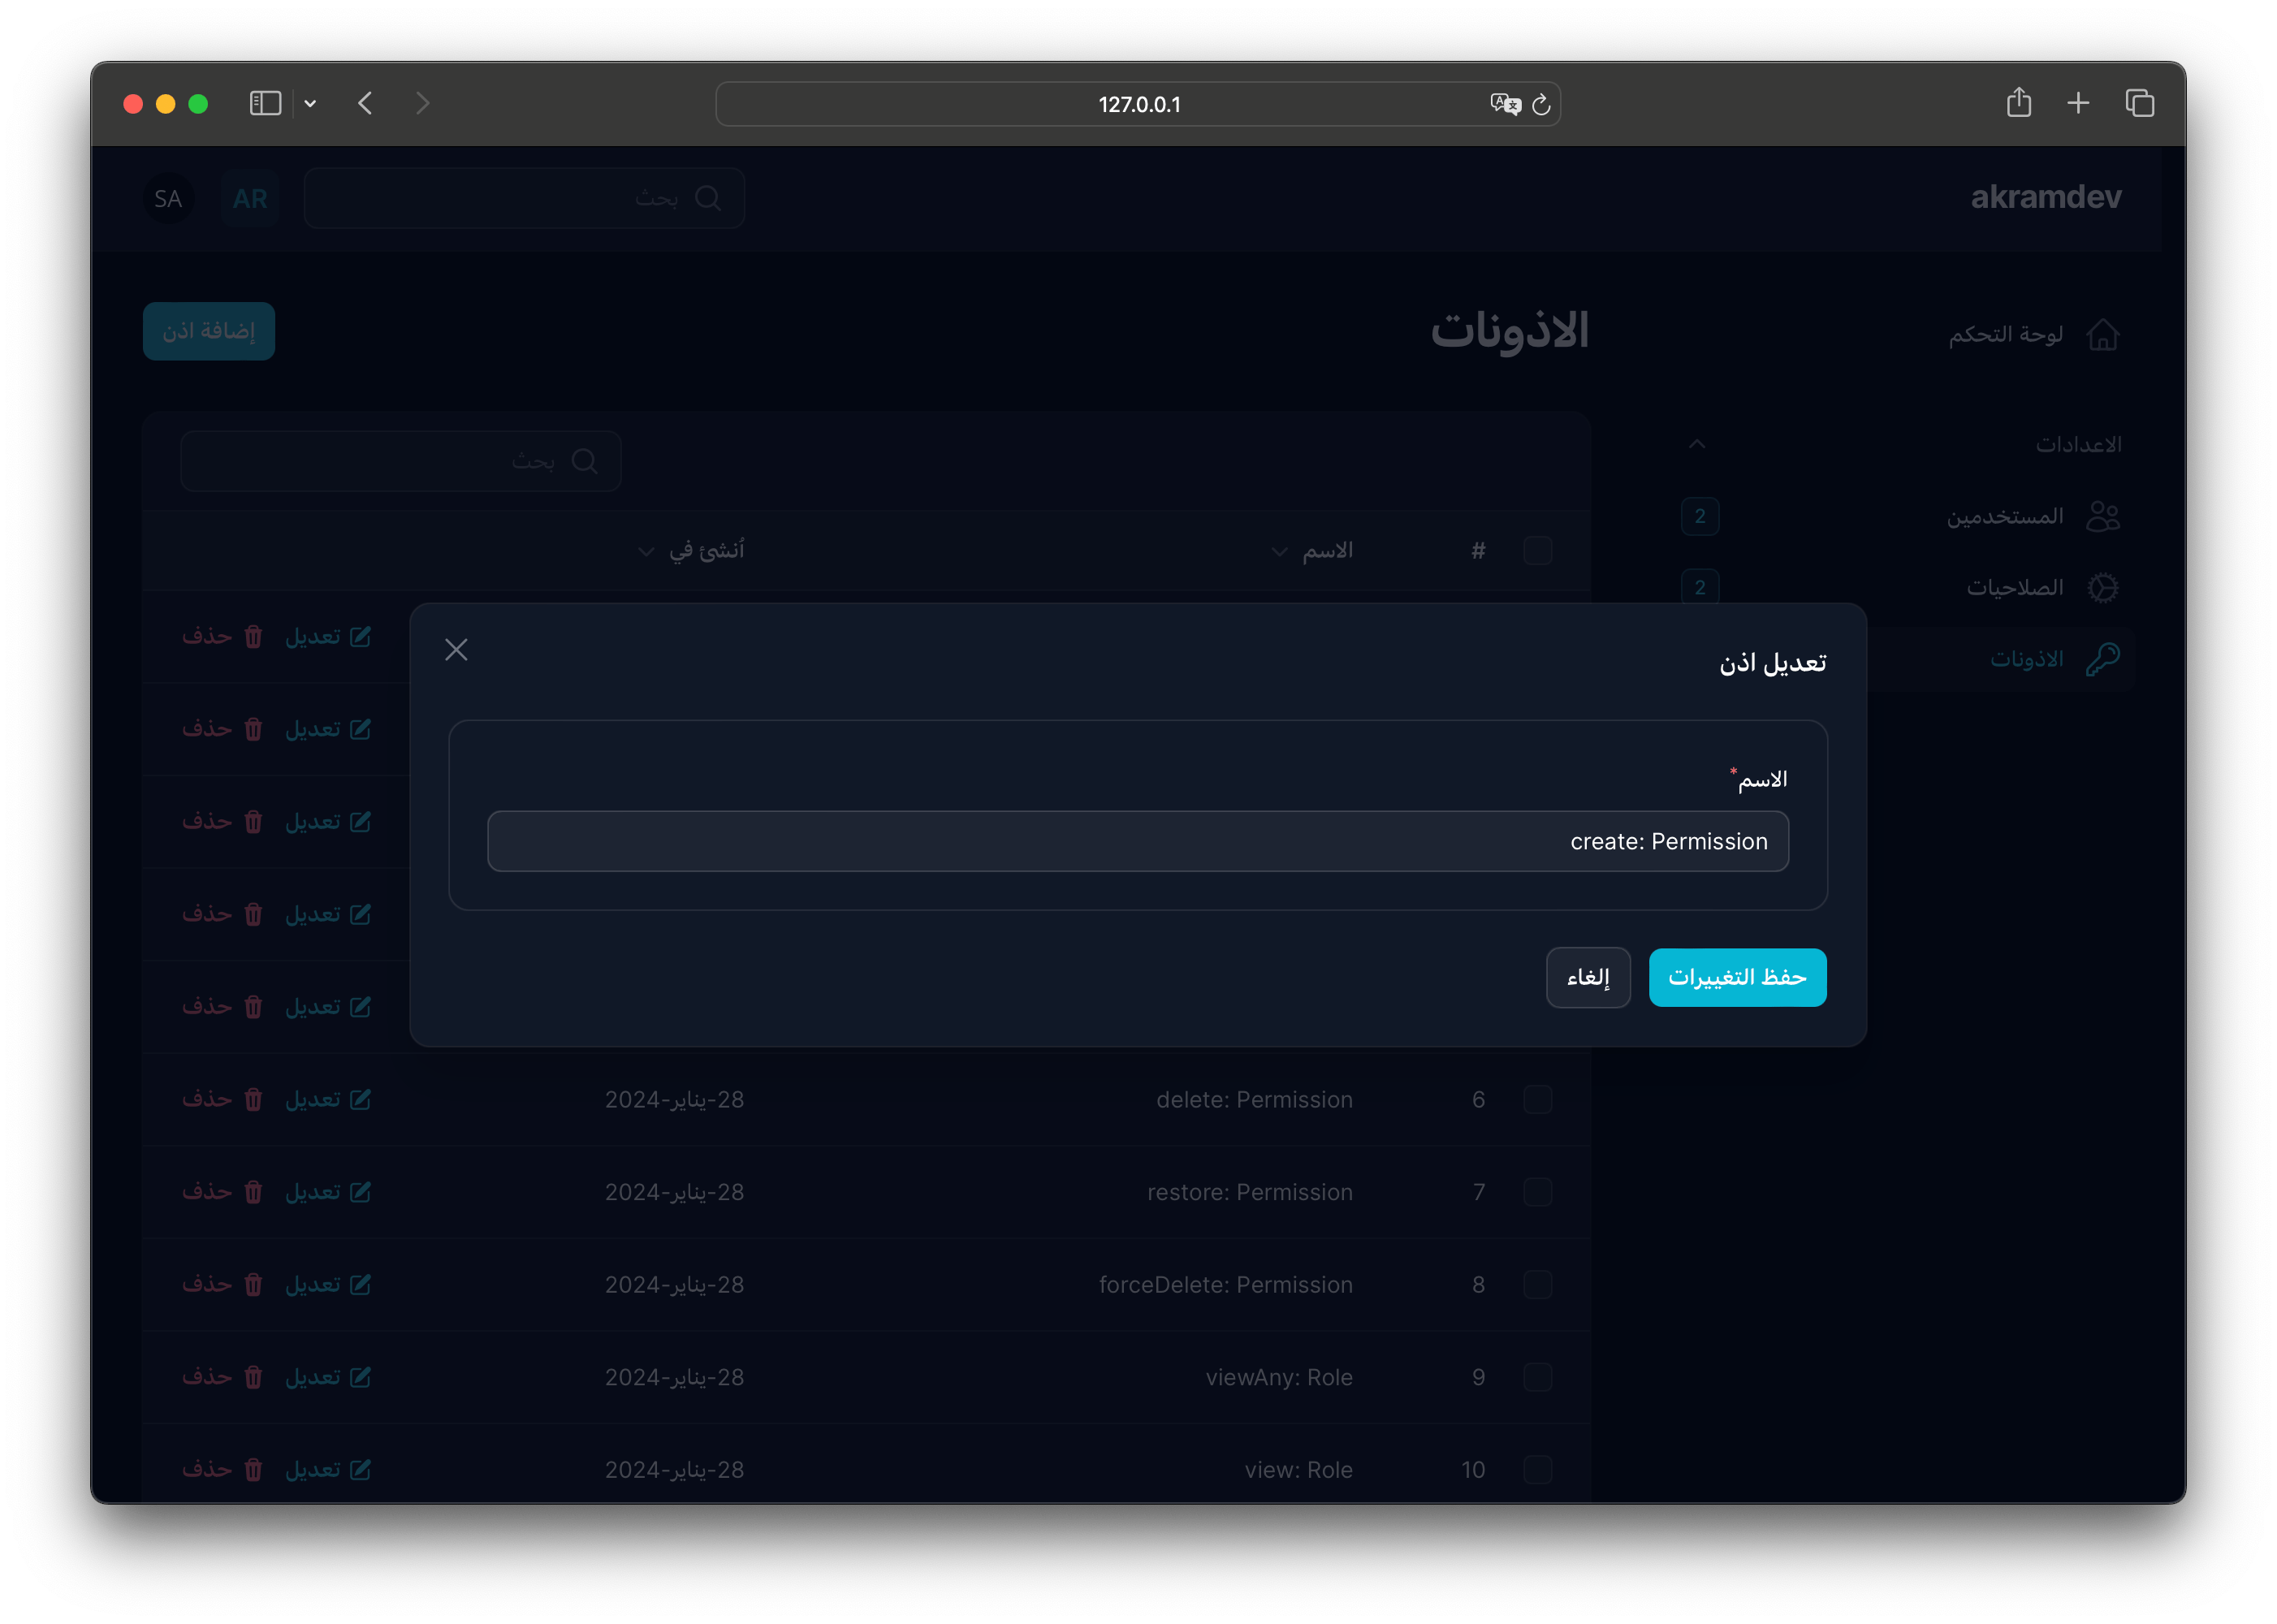 127.0.0.1
akramdev
بحث
AR
SA
لوحة التحكم
الاعدادات
المستخدمين 2
الصلاحيات 2
الاذونات
الاذونات
إضافة اذن
بحث
# الاسم أنشئ في
تعديل حذف
تعديل حذف
تعديل حذف
تعديل حذف
تعديل حذف
تعديل اذن
الاسم*
create: Permission
حفظ التغييرات
إلغاء
6 delete: Permission 28-يناير-2024 تعديل حذف
7 restore: Permission 28-يناير-2024 تعديل حذف
8 forceDelete: Permission 28-يناير-2024 تعديل حذف
9 viewAny: Role 28-يناير-2024 تعديل حذف
10 view: Role 28-يناير-2024 تعديل حذف